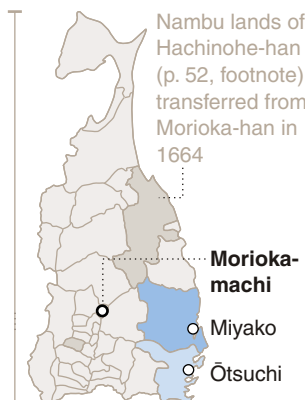 Nambu lands of
Hachinohe-han
(p. 52, footnote)
transferred from
Morioka-han in
1664
Morioka-
machi
Miyako
Ōtsuchi